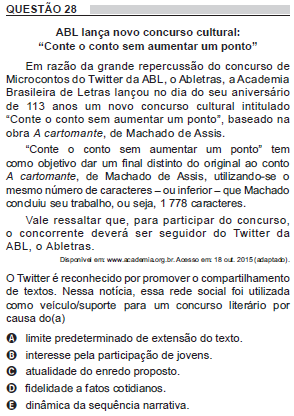 QUESTÃO 28
ABL lança novo concurso cultural:
“Conte o conto sem aumentar um ponto”
Em razão da grande repercussão do concurso de
Microcontos do Twitter da ABL, o Abletras, a Academia
Brasileira de Letras lançou no dia do seu aniversário
de 113 anos um novo concurso cultural intitulado
“Conte o conto sem aumentar um ponto”, baseado na
obra A cartomante, de Machado de Assis.
“Conte o conto sem aumentar um ponto” tem
como objetivo dar um final distinto do original ao conto
A cartomante, de Machado de Assis, utilizando-se o
mesmo número de caracteres – ou inferior – que Machado
concluiu seu trabalho, ou seja, 1 778 caracteres.
Vale ressaltar que, para participar do concurso,
o concorrente deverá ser seguidor do Twitter da
ABL, o Abletras.
Disponível em: www.academia.org.br. Acesso em: 18 out. 2015 (adaptado).
O Twitter é reconhecido por promover o compartilhamento
de textos. Nessa notícia, essa rede social foi utilizada
como veículo/suporte para um concurso literário por
causa do(a)
A limite predeterminado de extensão do texto.
B interesse pela participação de jovens.
C atualidade do enredo proposto.
D fidelidade a fatos cotidianos.
E dinâmica da sequência narrativa.